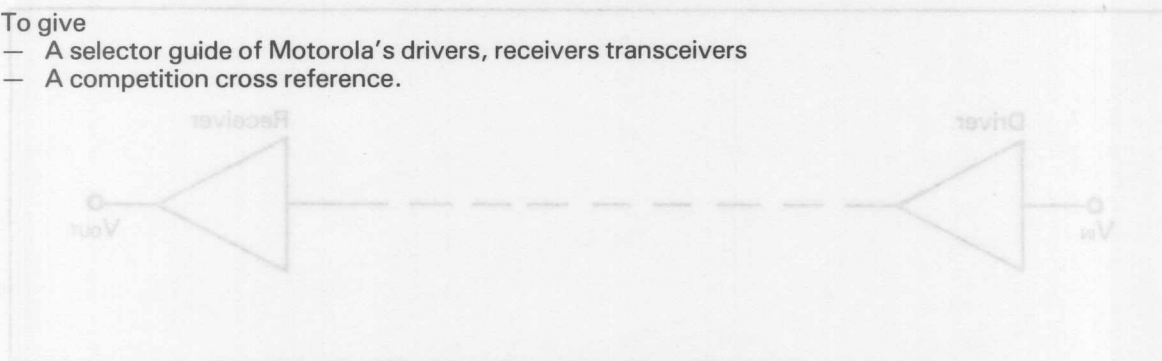 To give
— A selector guide of Motorola's drivers, receivers transceivers
— A competition cross reference.
Receiver Driver
VOUT VIN